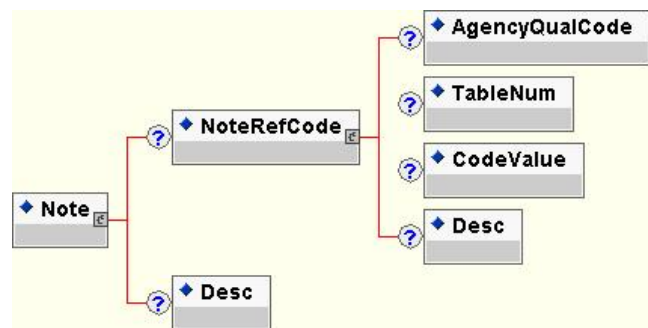 AgencyQualCode
?
TableNum
?
NoteRefCode
?
CodeValue
?
Note
Desc
?
Desc
?